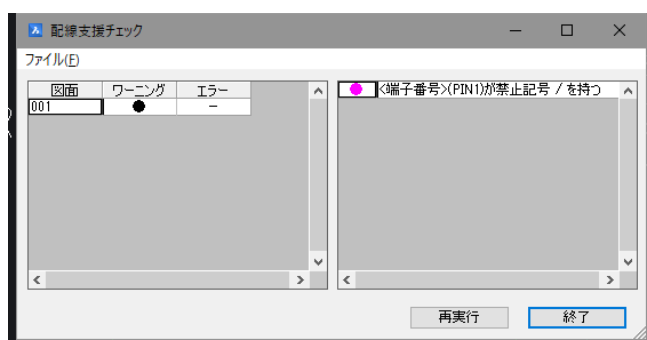 配線支援チェック
ファイル(F)
図面 ワーニング エラー
001 ● －
<端子番号>(PIN1)が禁止記号 / を持つ
再実行 終了